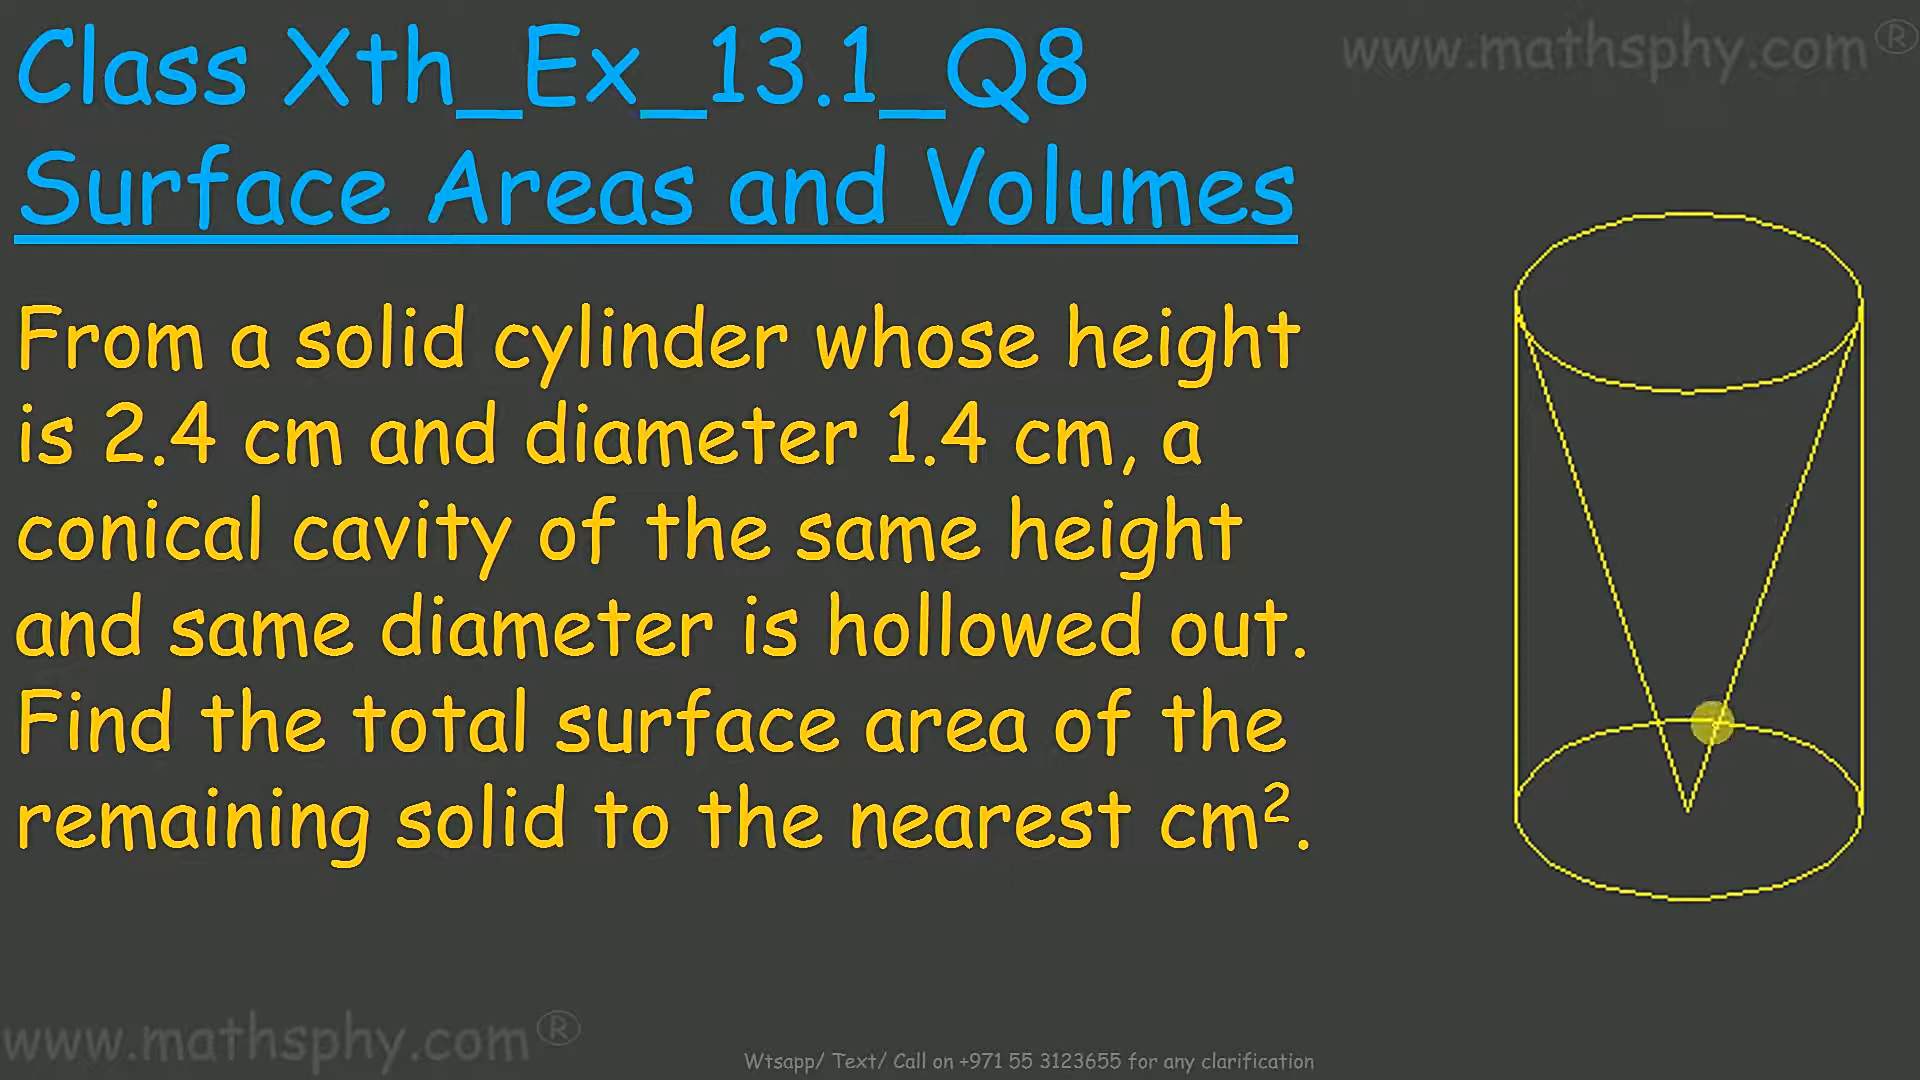 Class Xth_Ex_13.1_Q8
www.mathsphy.com®
Surface Areas and Volumes
From a solid cylinder whose height
is 2.4 cm and diameter 1.4 cm, a
conical cavity of the same height
and same diameter is hollowed out.
Find the total surface area of the
remaining solid to the nearest cm².
www.mathsphy.com®
Wtsapp/ Text/ Call on +971 55 3123655 for any clarification